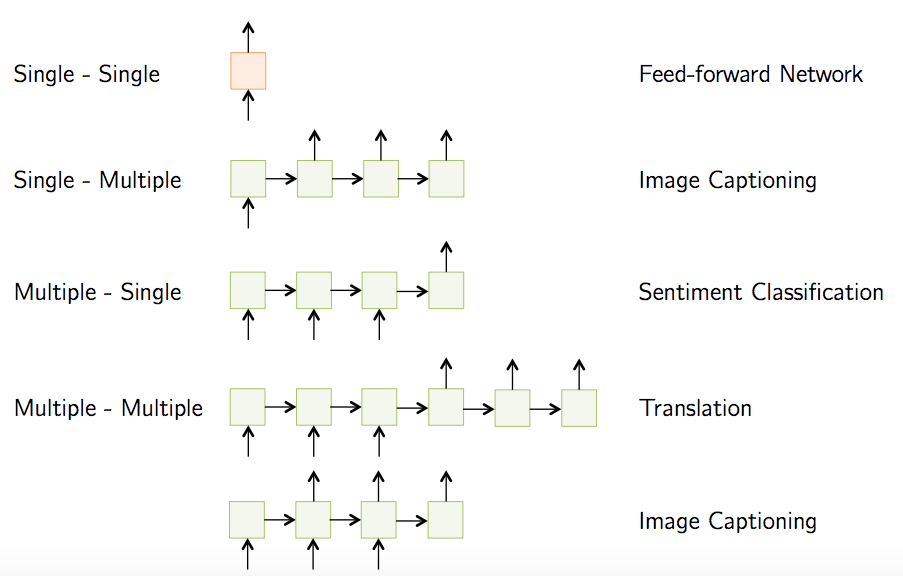 Single - Single
Feed-forward Network
Single - Multiple
Image Captioning
Multiple - Single
Sentiment Classification
Multiple - Multiple
Translation
Image Captioning